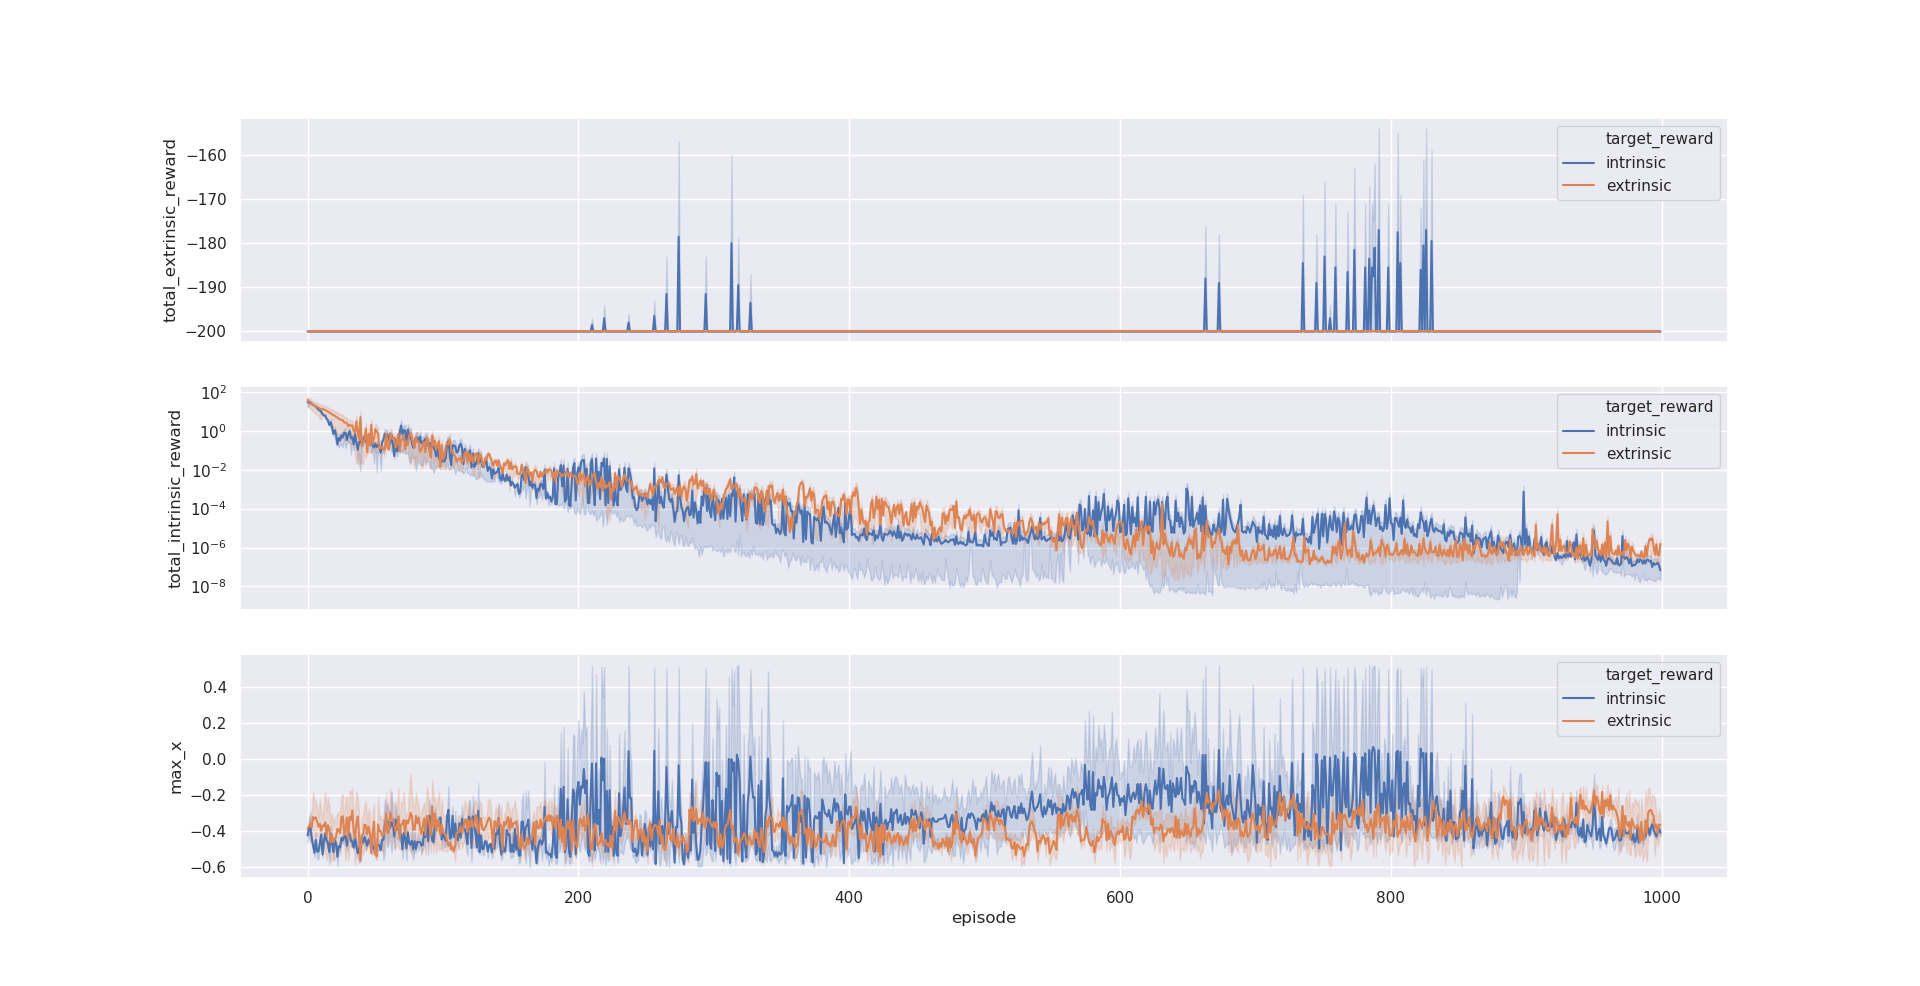 total_extrinsic_reward
−160
−170
−180
−190
−200
target_reward
intrinsic
extrinsic
total_intrinsic_reward
10²
10⁰
10⁻²
10⁻⁴
10⁻⁶
10⁻⁸
target_reward
intrinsic
extrinsic
max_x
0.4
0.2
0.0
−0.2
−0.4
−0.6
target_reward
intrinsic
extrinsic
0 200 400 600 800 1000
episode